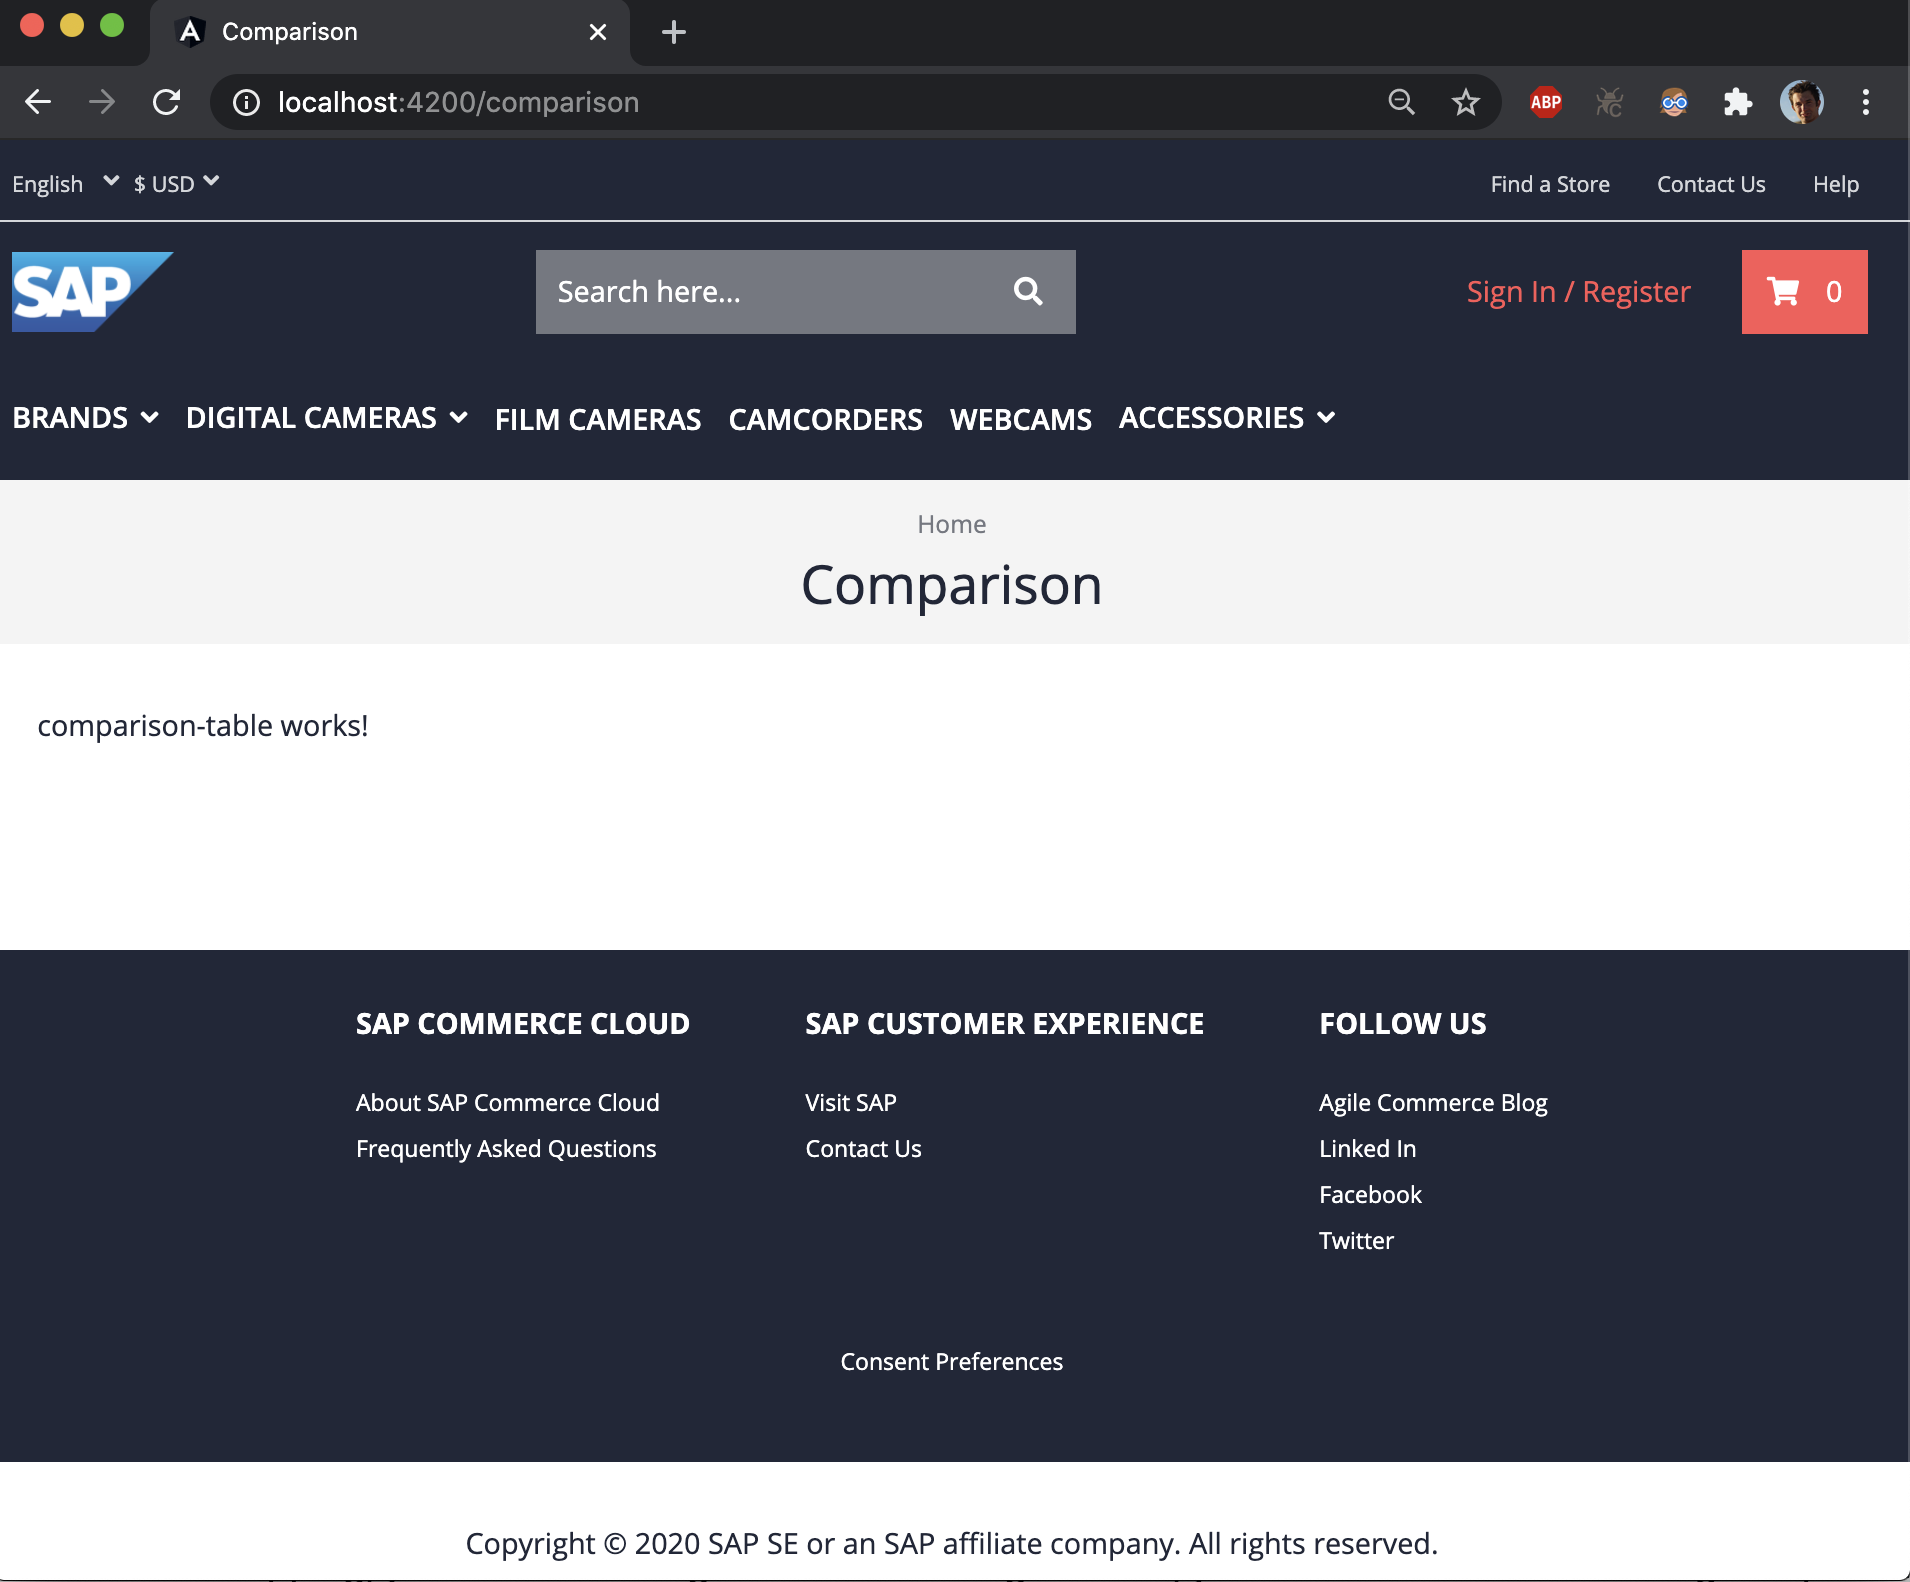 Comparison
localhost:4200/comparison
ABP
English $ USD Find a Store Contact Us Help
SAP Search here... Sign In / Register 0
BRANDS DIGITAL CAMERAS FILM CAMERAS CAMCORDERS WEBCAMS ACCESSORIES
Home
Comparison
comparison-table works!
SAP COMMERCE CLOUD SAP CUSTOMER EXPERIENCE FOLLOW US
About SAP Commerce Cloud Visit SAP Agile Commerce Blog
Frequently Asked Questions Contact Us Linked In
Facebook
Twitter
Consent Preferences
Copyright © 2020 SAP SE or an SAP affiliate company. All rights reserved.